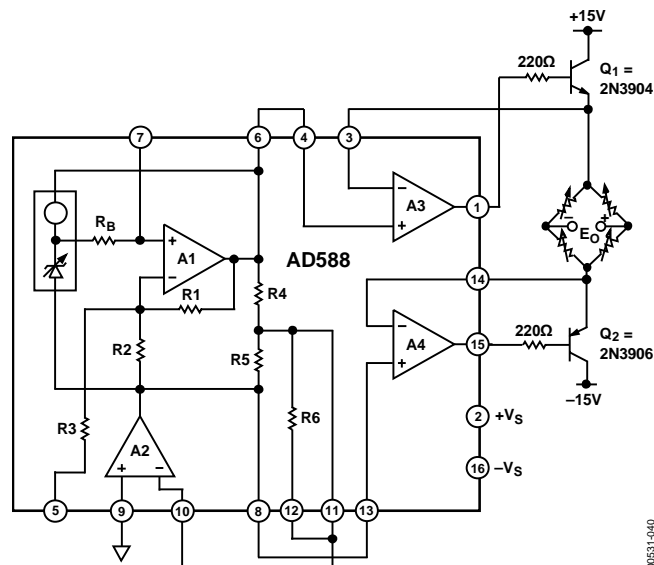 +15V
220Ω
Q1 =
2N3904
7
6
4
3
RB
A1
A3
1
AD588
R1
R4
EO
R2
R5
A4
14
15
220Ω
Q2 =
2N3906
–15V
R3
R6
A2
2
+VS
16
–VS
5
9
10
8
12
11
13
00531-040